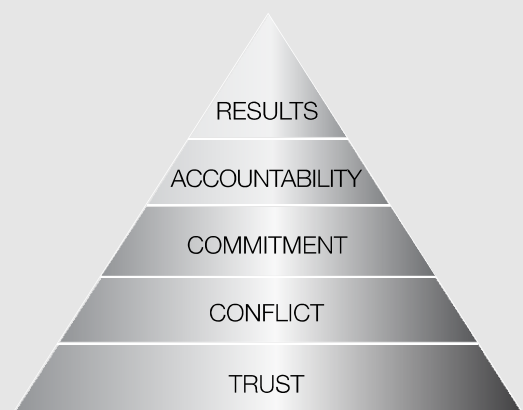 RESULTS
ACCOUNTABILITY
COMMITMENT
CONFLICT
TRUST